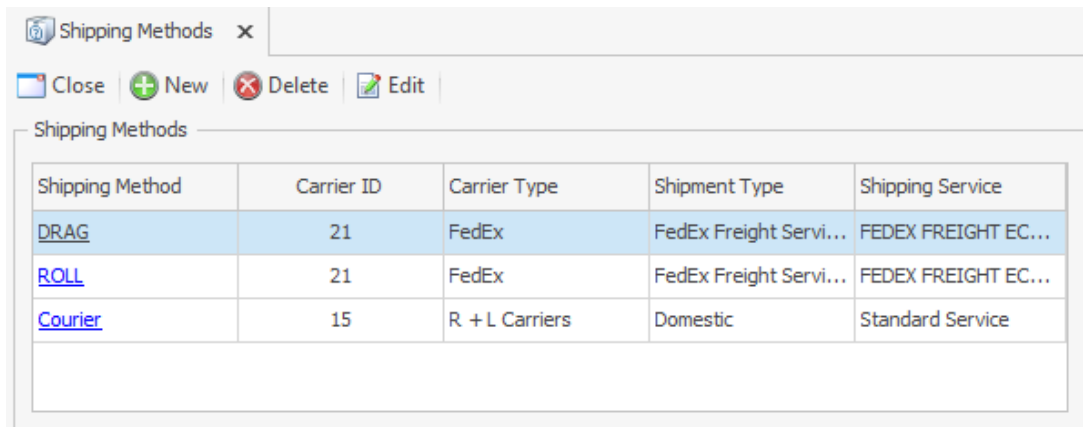 Shipping Methods x
Close New Delete Edit
Shipping Methods
Shipping Method Carrier ID Carrier Type Shipment Type Shipping Service
DRAG 21 FedEx FedEx Freight Servi... FEDEX FREIGHT EC...
ROLL 21 FedEx FedEx Freight Servi... FEDEX FREIGHT EC...
Courier 15 R + L Carriers Domestic Standard Service